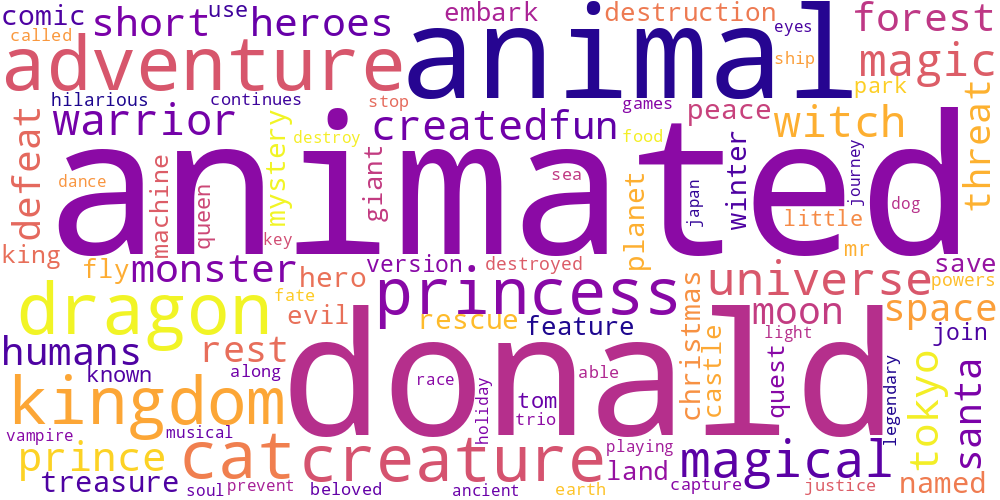 comic short use heroes embark destruction eyes forest
called adventure animal ship magic
hilarious continues stop games park
warrior createdfun peace witch threat
defeat mystery destroy food winter journey
animated
dance machine queen giant sea planet japan little dog
king key mr
fly monster version destroyed universe save
hero princess powers
dragon fate evil rescue feature moon space
christmas light join
humans rest donald castle quest
known along race able legendary tokyo santa
kingdom holiday tom trio
vampire musical playing
prince cat creature land magical
treasure soul prevent beloved ancient earth capture justice named